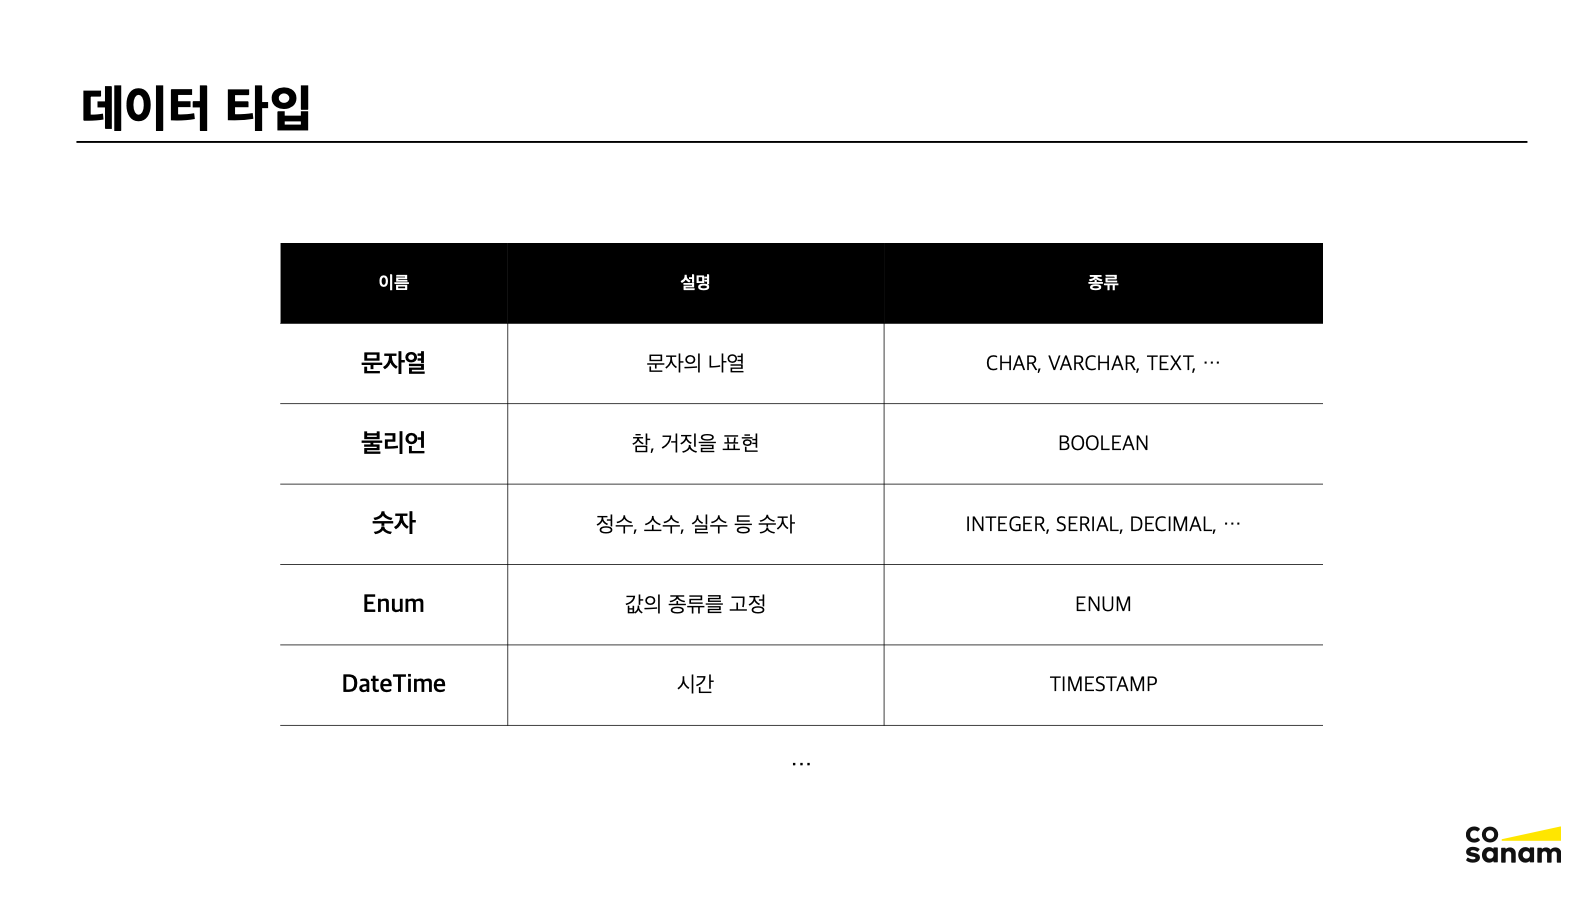 데이터 타입
이름 설명 종류
문자열 문자의 나열 CHAR, VARCHAR, TEXT, ⋯
불리언 참, 거짓을 표현 BOOLEAN
숫자 정수, 소수, 실수 등 숫자 INTEGER, SERIAL, DECIMAL, ⋯
Enum 값의 종류를 고정 ENUM
DateTime 시간 TIMESTAMP
…
co
sanam